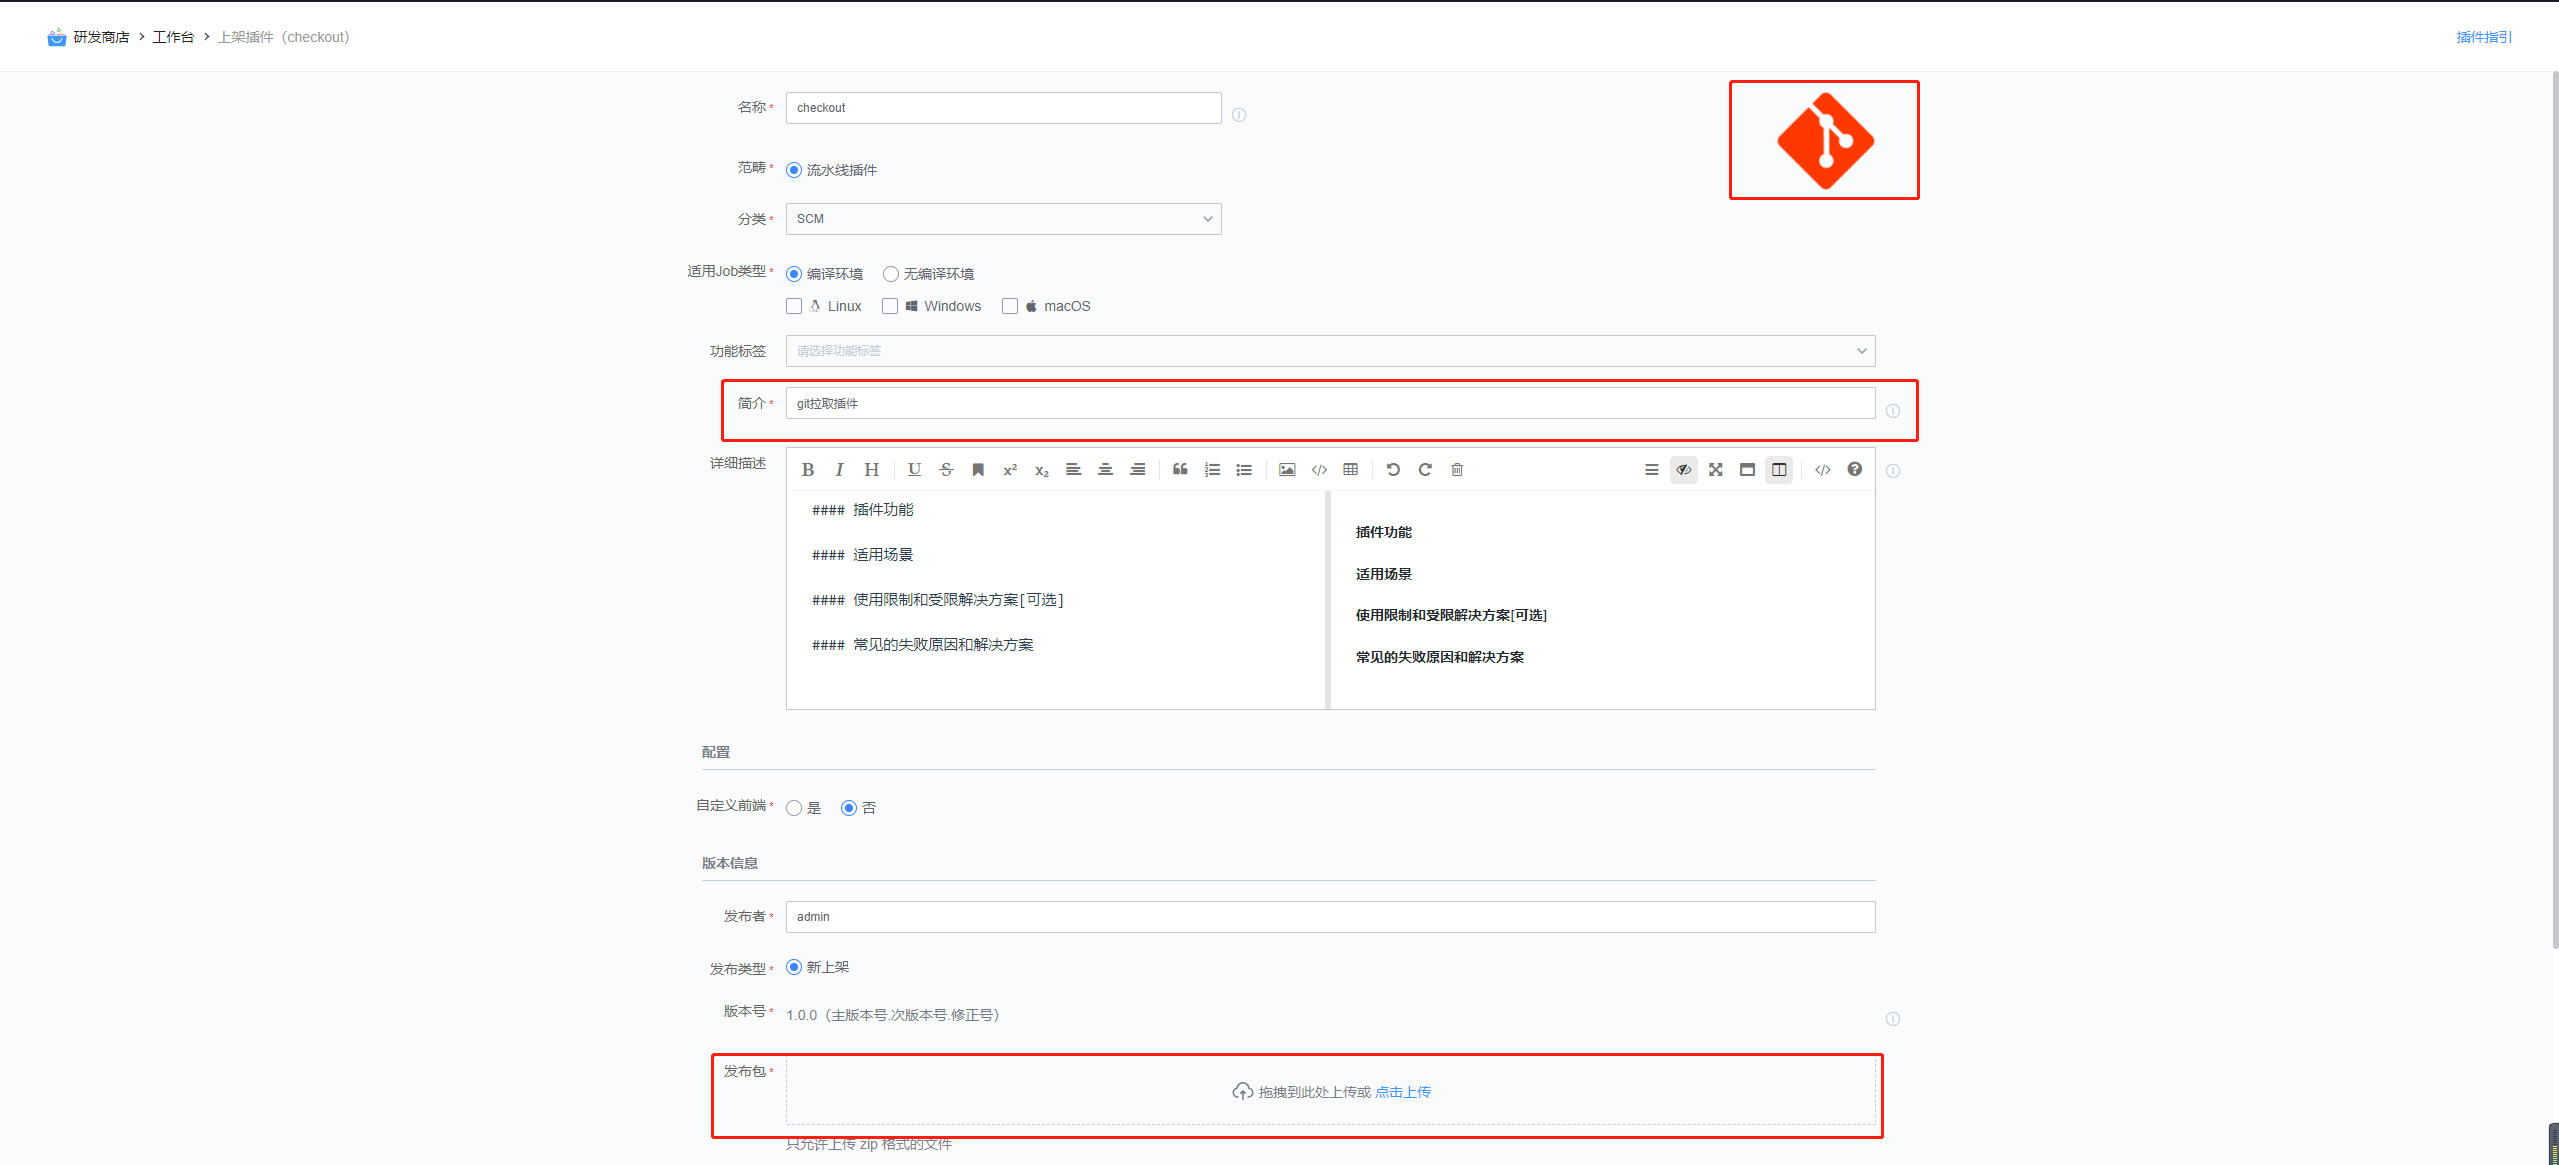 研发商店 > 工作台 > 上架插件（checkout）
插件指引
名称 *
checkout
范畴 *
流水线插件
分类 *
SCM
适用Job类型 *
编译环境 无编译环境
Linux Windows macOS
功能标签
请选择功能标签
简介 *
git拉取插件
详细描述
#### 插件功能
#### 适用场景
#### 使用限制和受限解决方案[可选]
#### 常见的失败原因和解决方案
插件功能
适用场景
使用限制和受限解决方案[可选]
常见的失败原因和解决方案
配置
自定义前端 *
是 否
版本信息
发布者 *
admin
发布类型 *
新上架
版本号 *
1.0.0（主版本号.次版本号.修正号）
发布包 *
拖拽到此处上传或 点击上传
只允许上传 zip 格式的文件